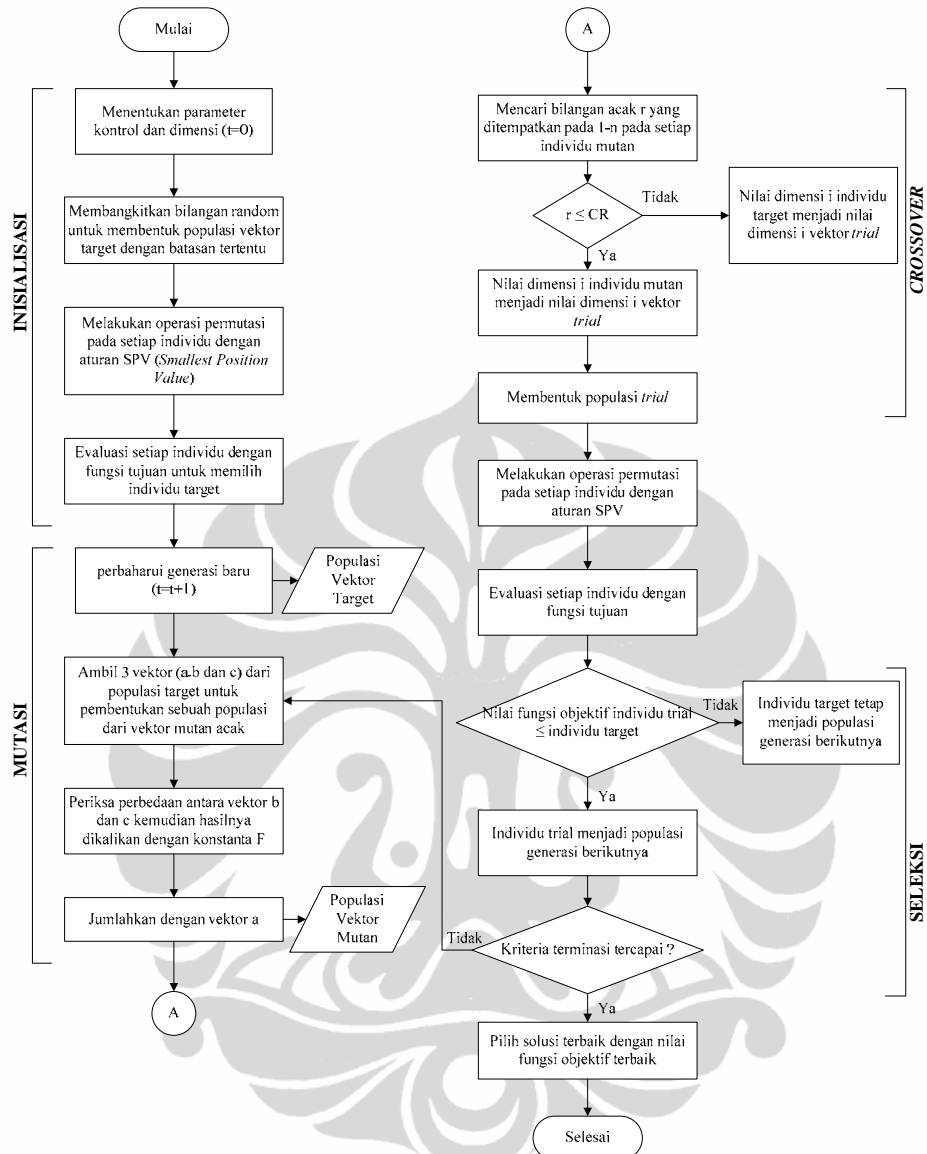 Mulai
INISIALISASI
Menentukan parameter
kontrol dan dimensi (t=0)
Membangkitkan bilangan random
untuk membentuk populasi vektor
target dengan batasan tertentu
Melakukan operasi permutasi
pada setiap individu dengan
aturan SPV (Smallest Position
Value)
Evaluasi setiap individu dengan
fungsi tujuan untuk memilih
individu target
MUTASI
perbaharui generasi baru
(t=t+1)
Populasi
Vektor
Target
Ambil 3 vektor (a,b dan c) dari
populasi target untuk
pembentukan sebuah populasi
dari vektor mutan acak
Periksa perbedaan antara vektor b
dan c kemudian hasilnya
dikalikan dengan konstanta F
Jumlahkan dengan vektor a
Populasi
Vektor
Mutan
A
A
CROSSOVER
Mencari bilangan acak r yang
ditempatkan pada 1-n pada setiap
individu mutan
r ≤ CR
Tidak
Nilai dimensi i individu
target menjadi nilai
dimensi i vektor trial
Ya
Nilai dimensi i individu mutan
menjadi nilai dimensi i vektor
trial
Membentuk populasi trial
Melakukan operasi permutasi
pada setiap individu dengan
aturan SPV
Evaluasi setiap individu dengan
fungsi tujuan
SELEKSI
Nilai fungsi objektif individu trial
≤ individu target
Tidak
Individu target tetap
menjadi populasi
generasi berikutnya
Ya
Individu trial menjadi populasi
generasi berikutnya
Tidak
Kriteria terminasi tercapai ?
Ya
Pilih solusi terbaik dengan nilai
fungsi objektif terbaik
Selesai